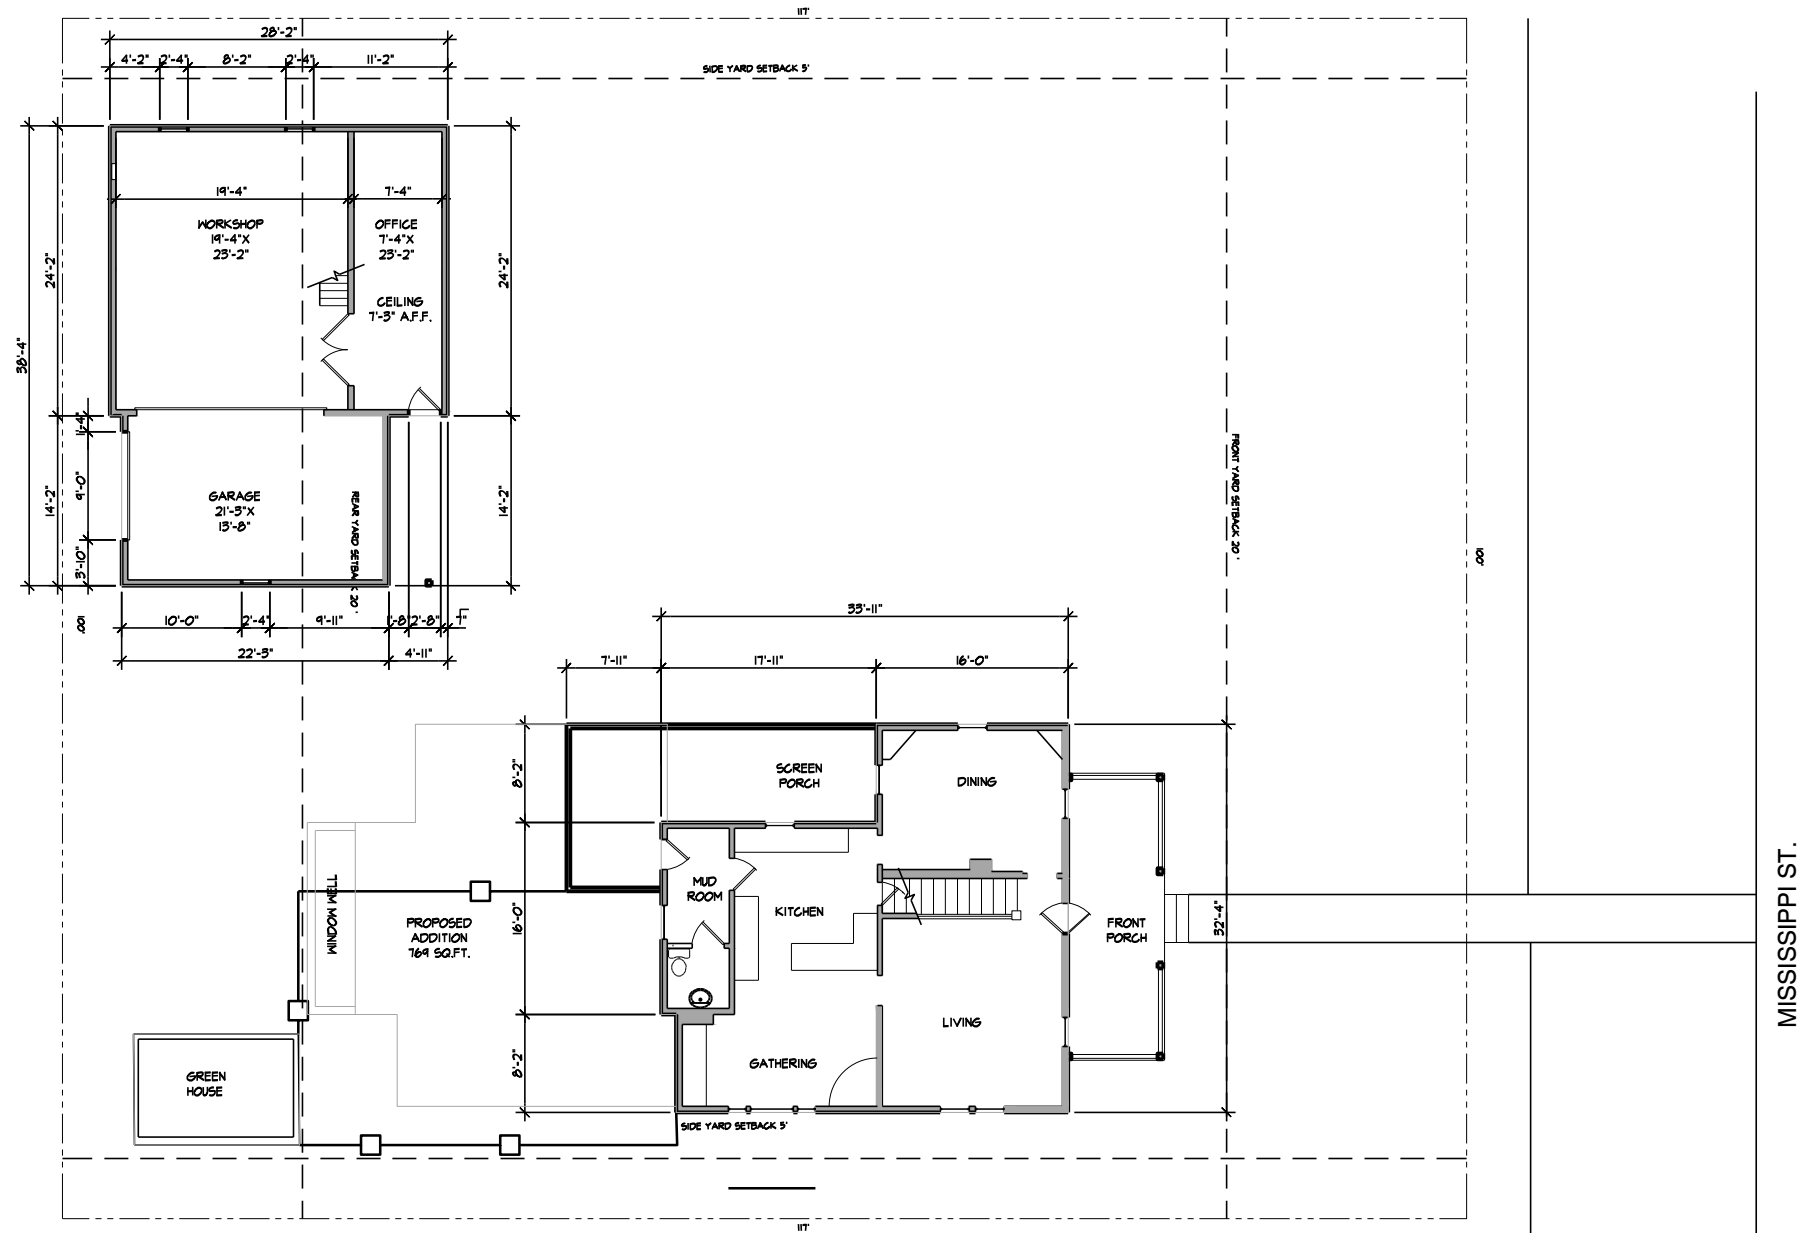 117'
28'-2"
4'-2" 2'-4" 8'-2" 2'-4" 11'-2"
SIDE YARD SETBACK 5'
19'-4" 7'-4"
WORKSHOP
19'-4"X
23'-2"
OFFICE
7'-4"X
23'-2"
CEILING
7'-3" A.F.F.
24'-2"
24'-2"
38'-4"
1'-4"
9'-0"
3'-10"
14'-2"
14'-2"
GARAGE
21'-3"X
13'-8"
REAR YARD SETBACK 20'
FRONT YARD SETBACK 20'
100'
100'
10'-0" 2'-4" 9'-11" 1'-8" 2'-8" 7"
22'-3" 4'-11"
33'-11"
7'-11" 17'-11" 16'-0"
8'-2"
16'-0"
8'-2"
32'-4"
SCREEN
PORCH
DINING
MUD
ROOM
KITCHEN
WINDOW WELL
PROPOSED
ADDITION
769 SQ.FT.
FRONT
PORCH
LIVING
GATHERING
GREEN
HOUSE
SIDE YARD SETBACK 5'
117'
MISSISSIPPI ST.